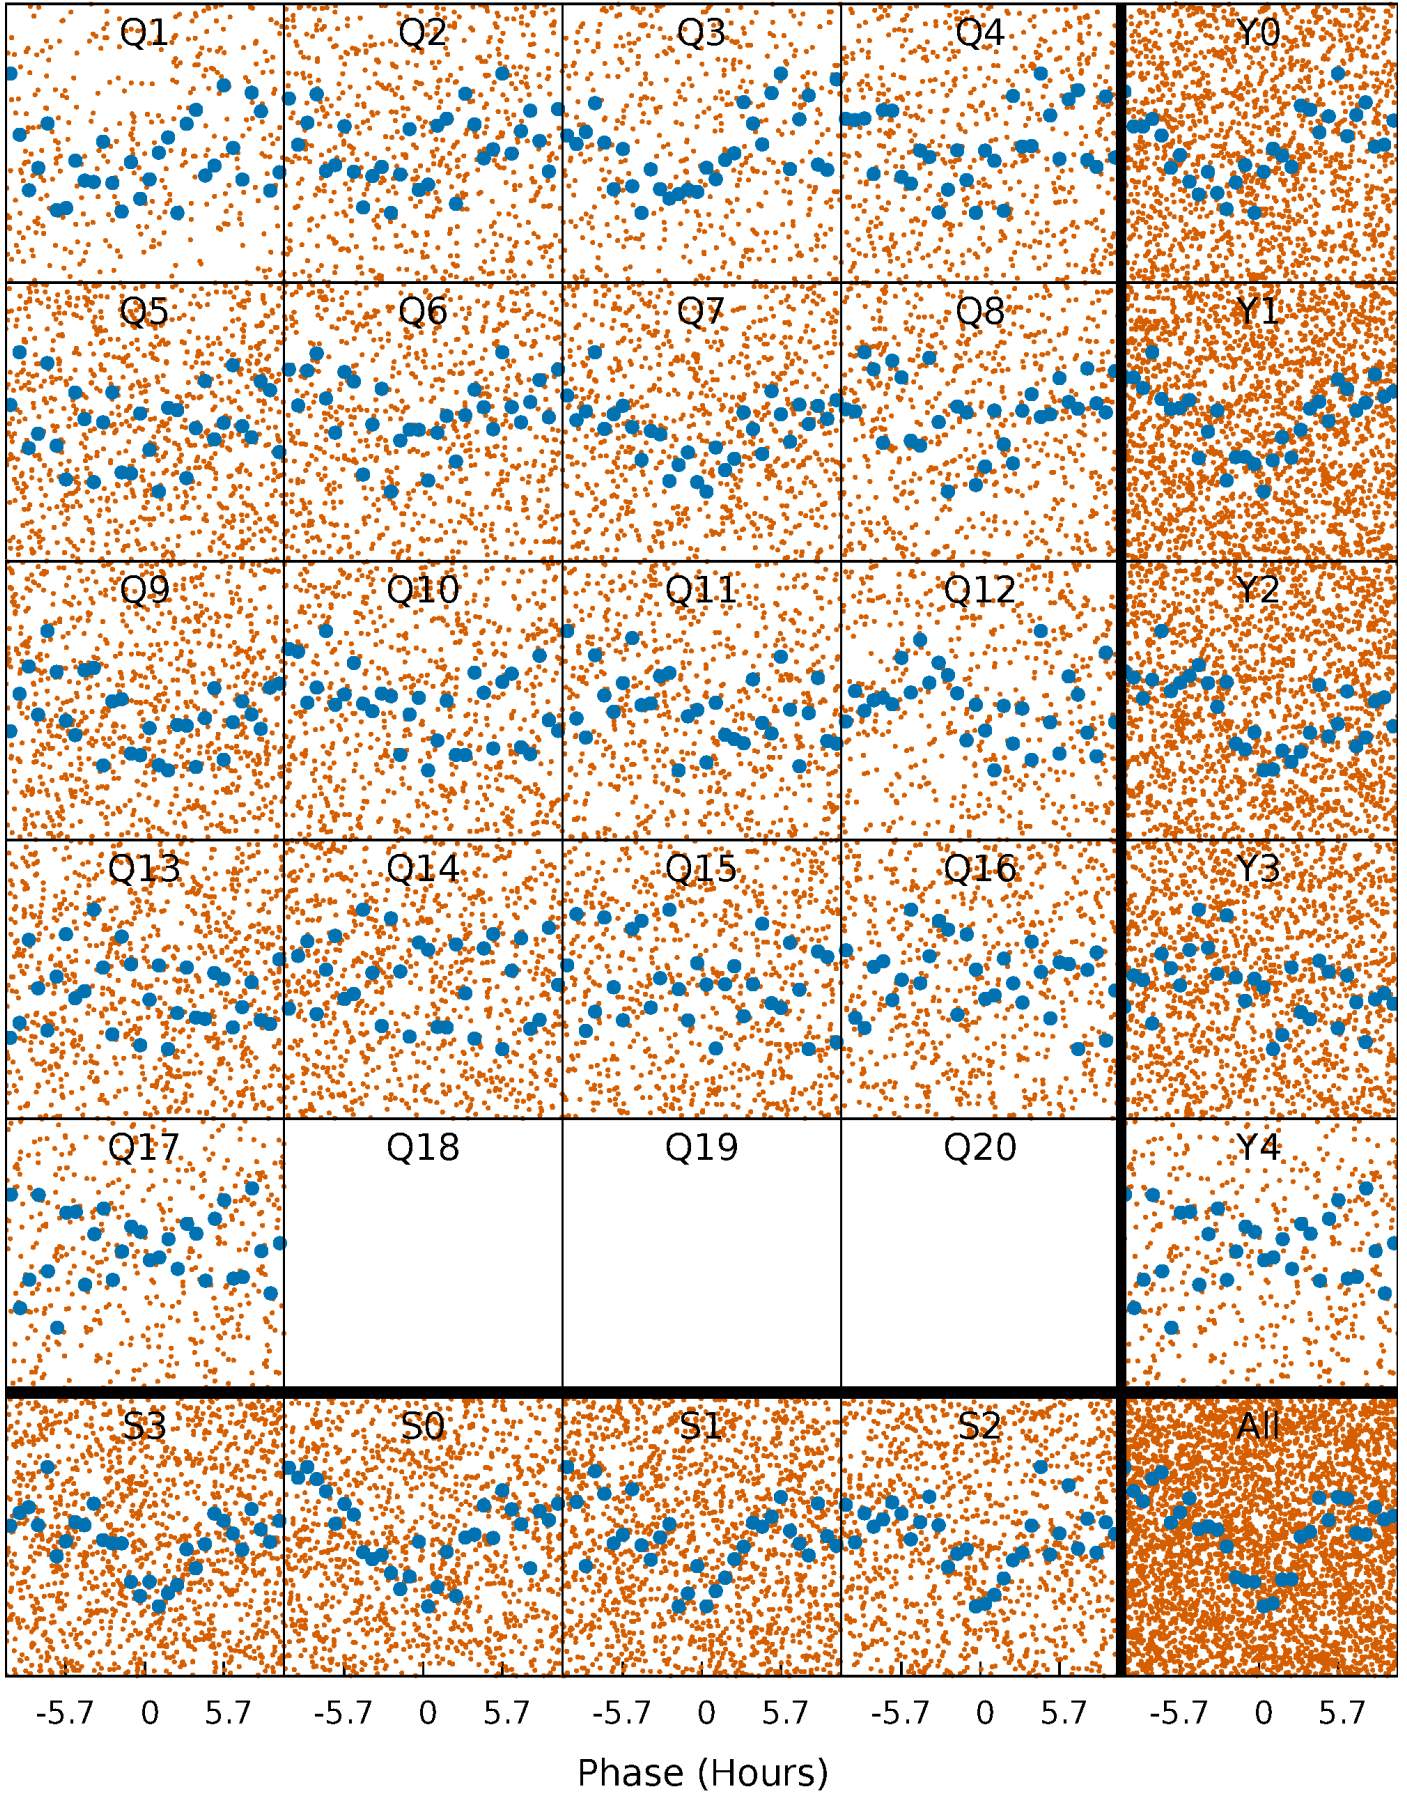 Q1 Q2 Q3 Q4 Y0
Q5 Q6 Q7 Q8 Y1
Q9 Q10 Q11 Q12 Y2
Q13 Q14 Q15 Q16 Y3
Q17 Q18 Q19 Q20 Y4
S3 S0 S1 S2 All
-5.7 0 5.7 -5.7 0 5.7 -5.7 0 5.7 -5.7 0 5.7 -5.7 0 5.7
Phase (Hours)